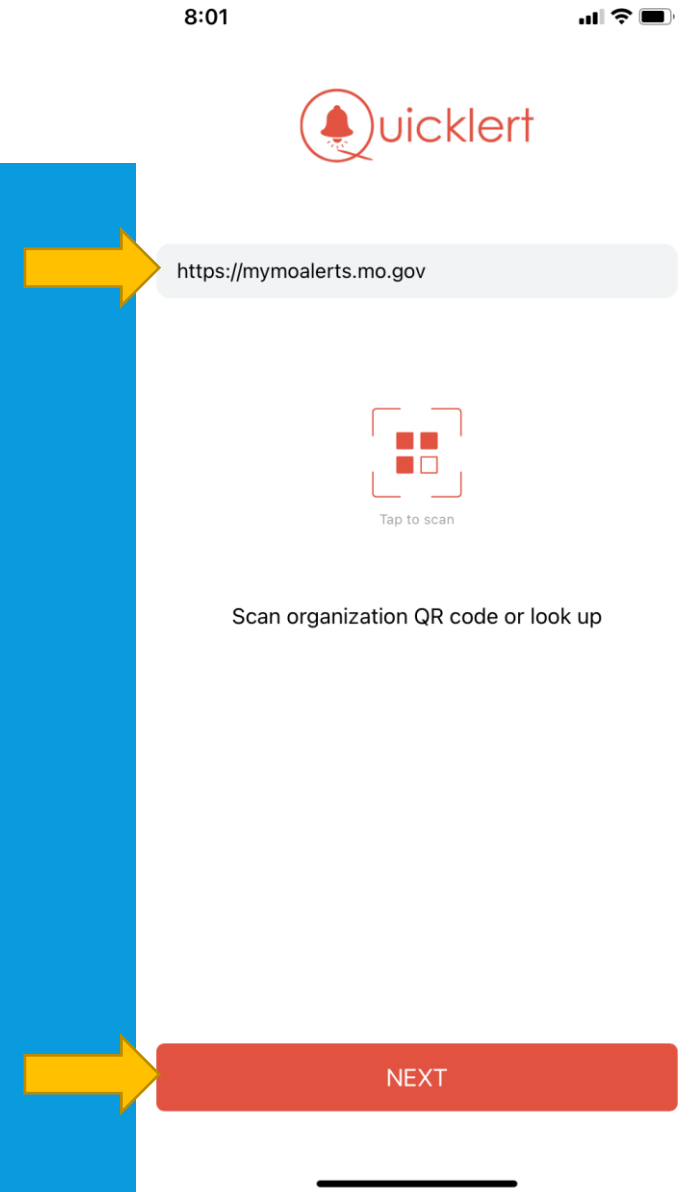 8:01
Quicklert
https://mymoalerts.mo.gov
Tap to scan
Scan organization QR code or look up
NEXT